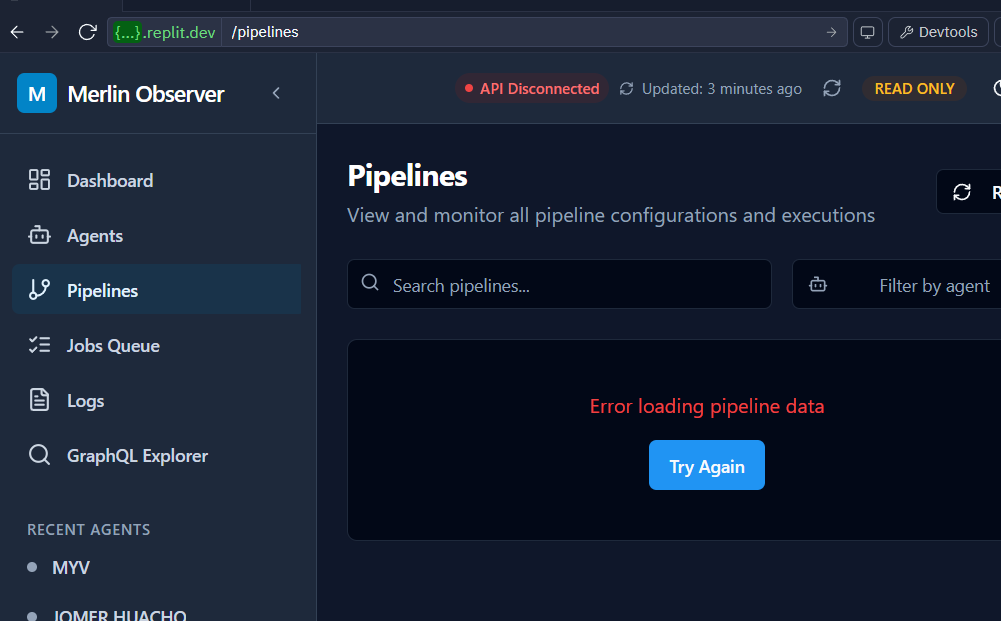 {...}.replit.dev /pipelines
Devtools
M Merlin Observer
API Disconnected
Updated: 3 minutes ago
READ ONLY
Dashboard
Agents
Pipelines
Jobs Queue
Logs
GraphQL Explorer
RECENT AGENTS
MYV
JOMER HUACHO
Pipelines
View and monitor all pipeline configurations and executions
R
Search pipelines...
Filter by agent
Error loading pipeline data
Try Again